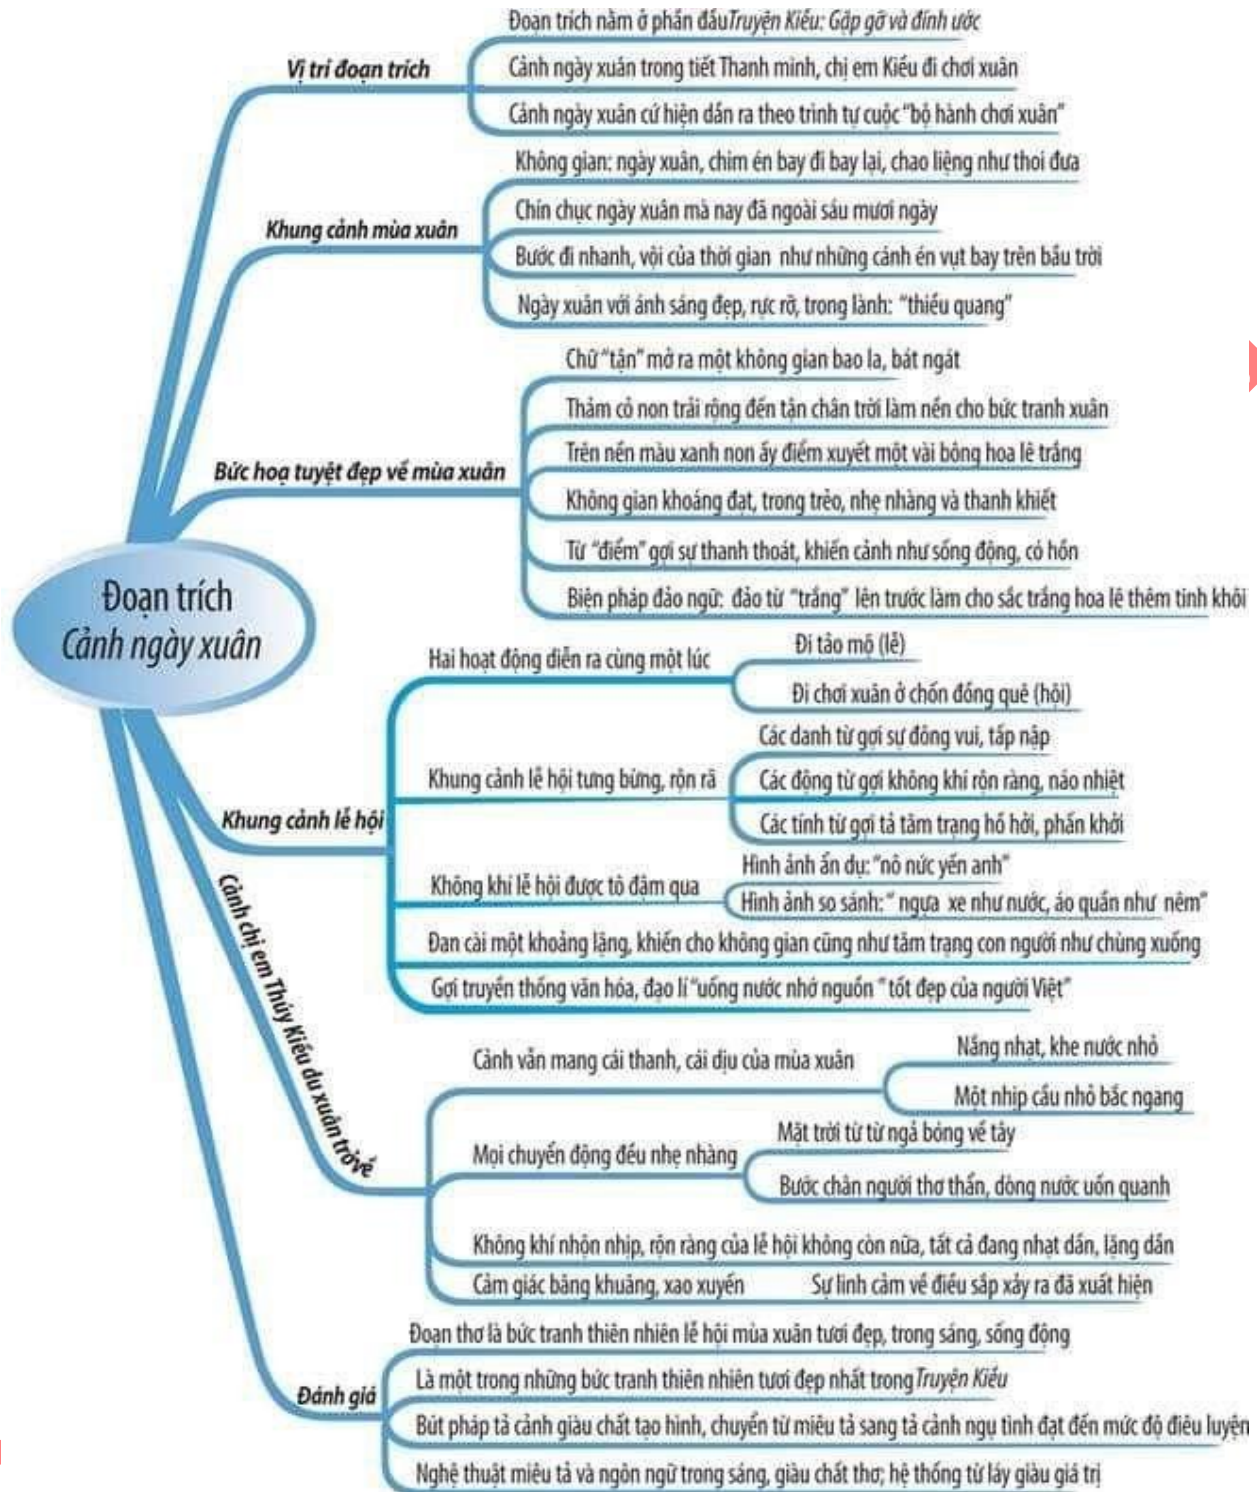 Đoạn trích
Cảnh ngày xuân
Vị trí đoạn trích
Đoạn trích nằm ở phần đầu Truyện Kiều: Gặp gỡ và đính ước
Cảnh ngày xuân trong tiết Thanh minh, chị em Kiều đi chơi xuân
Cảnh ngày xuân cứ hiện dần ra theo trình tự cuộc "bộ hành chơi xuân"
Khung cảnh mùa xuân
Không gian: ngày xuân, chim én bay đi bay lại, chao liệng như thoi đưa
Chín chục ngày xuân mà nay đã ngoài sáu mươi ngày
Bước đi nhanh, vội của thời gian như những cánh én vụt bay trên bầu trời
Ngày xuân với ánh sáng đẹp, rực rỡ, trong lành: "thiều quang"
Bức hoạ tuyệt đẹp về mùa xuân
Chữ "tận" mở ra một không gian bao la, bát ngát
Thảm cỏ non trải rộng đến tận chân trời làm nền cho bức tranh xuân
Trên nền màu xanh non ấy điểm xuyết một vài bông hoa lê trắng
Không gian khoáng đạt, trong trẻo, nhẹ nhàng và thanh khiết
Từ "điểm" gợi sự thanh thoát, khiến cảnh như sống động, có hồn
Biện pháp đảo ngữ: đảo từ "trắng" lên trước làm cho sắc trắng hoa lê thêm tinh khôi
Khung cảnh lễ hội
Hai hoạt động diễn ra cùng một lúc
Đi tảo mộ (lễ)
Đi chơi xuân ở chốn đồng quê (hội)
Khung cảnh lễ hội tưng bừng, rộn rã
Các danh từ gợi sự đông vui, tấp nập
Các động từ gợi không khí rộn ràng, náo nhiệt
Các tính từ gợi tả tâm trạng hồ hởi, phấn khởi
Không khí lễ hội được tô đậm qua
Hình ảnh ẩn dụ: "nô nức yến anh"
Hình ảnh so sánh: " ngựa xe như nước, áo quần như nêm"
Đan cài một khoảng lặng, khiến cho không gian cũng như tâm trạng con người như chùng xuống
Gợi truyền thống văn hóa, đạo lí "uống nước nhớ nguồn " tốt đẹp của người Việt"
Cảnh chị em Thúy Kiều du xuân trở về
Cảnh vẫn mang cái thanh, cái dịu của mùa xuân
Nắng nhạt, khe nước nhỏ
Một nhịp cầu nhỏ bắc ngang
Mọi chuyển động đều nhẹ nhàng
Mặt trời từ từ ngả bóng về tây
Bước chân người thơ thẩn, dòng nước uốn quanh
Không khí nhộn nhịp, rộn ràng của lễ hội không còn nữa, tất cả đang nhạt dần, lặng dần
Cảm giác bâng khuâng, xao xuyến
Sự linh cảm về điều sắp xảy ra đã xuất hiện
Đánh giá
Đoạn thơ là bức tranh thiên nhiên lễ hội mùa xuân tươi đẹp, trong sáng, sống động
Là một trong những bức tranh thiên nhiên tươi đẹp nhất trong Truyện Kiều
Bút pháp tả cảnh giàu chất tạo hình, chuyển từ miêu tả sang tả cảnh ngụ tình đạt đến mức độ điêu luyện
Nghệ thuật miêu tả và ngôn ngữ trong sáng, giàu chất thơ; hệ thống từ láy giàu giá trị